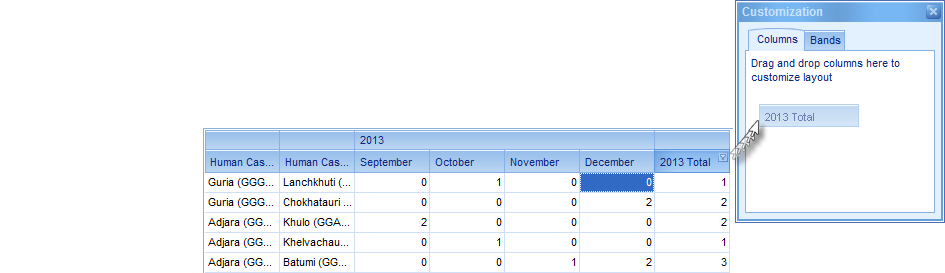 Customization
Columns Bands
Drag and drop columns here to
customize layout
2013 Total
2013
Human Cas... Human Cas... September October November December 2013 Total
Guria (GGG... Lanchkhuti (... 0 1 0 0 1
Guria (GGG... Chokhatauri ... 0 0 0 2 2
Adjara (GG... Khulo (GGA... 2 0 0 0 2
Adjara (GG... Khelvachau... 0 1 0 0 1
Adjara (GG... Batumi (GG... 0 0 1 2 3